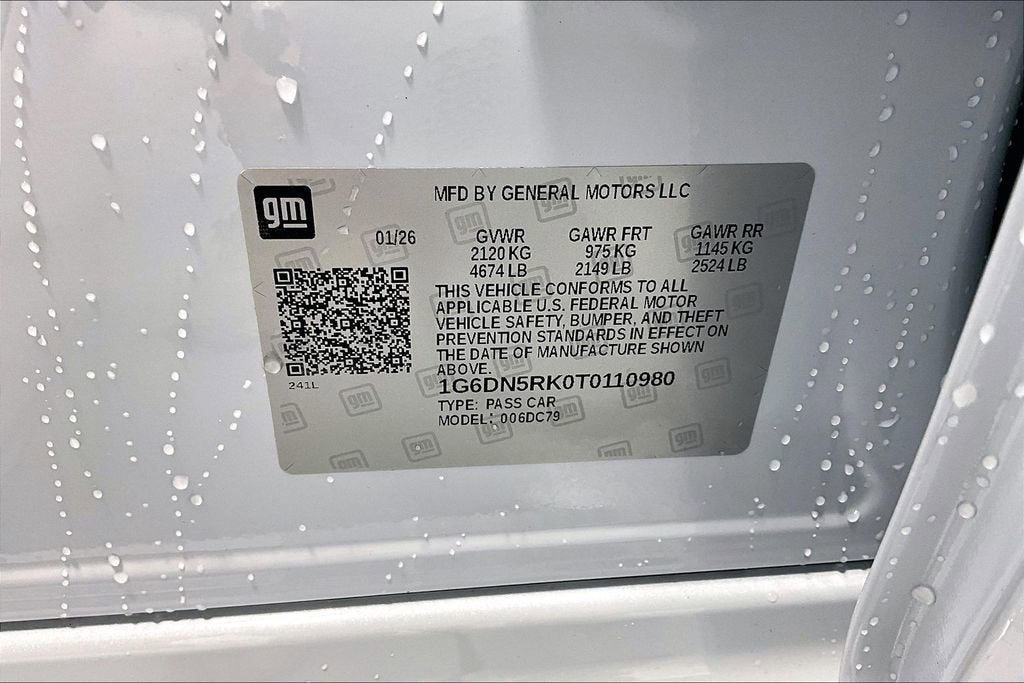 gm
MFD BY GENERAL MOTORS LLC
01/26
GVWR
2120 KG
4674 LB
GAWR FRT
975 KG
2149 LB
GAWR RR
1145 KG
2524 LB
THIS VEHICLE CONFORMS TO ALL
APPLICABLE U.S. FEDERAL MOTOR
VEHICLE SAFETY, BUMPER, AND THEFT
PREVENTION STANDARDS IN EFFECT ON
THE DATE OF MANUFACTURE SHOWN
ABOVE.
1G6DN5RK0T0110980
TYPE: PASS CAR
MODEL: 006DC79
241L